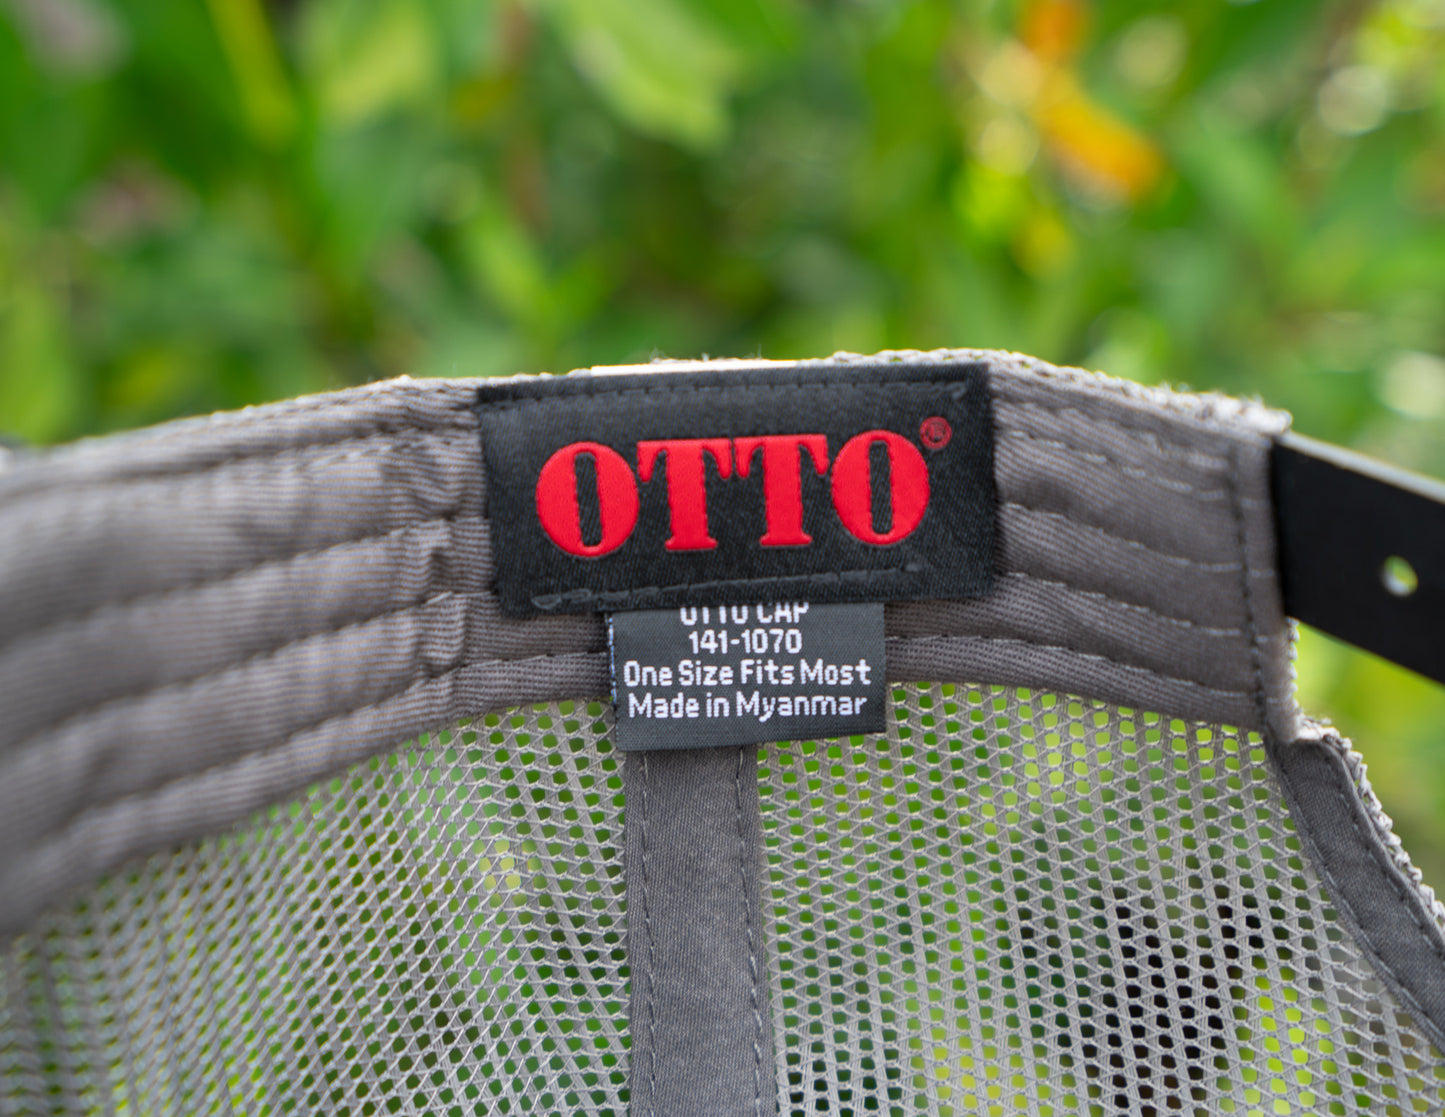 OTTO®
OTTO CAP
141-1070
One Size Fits Most
Made in Myanmar